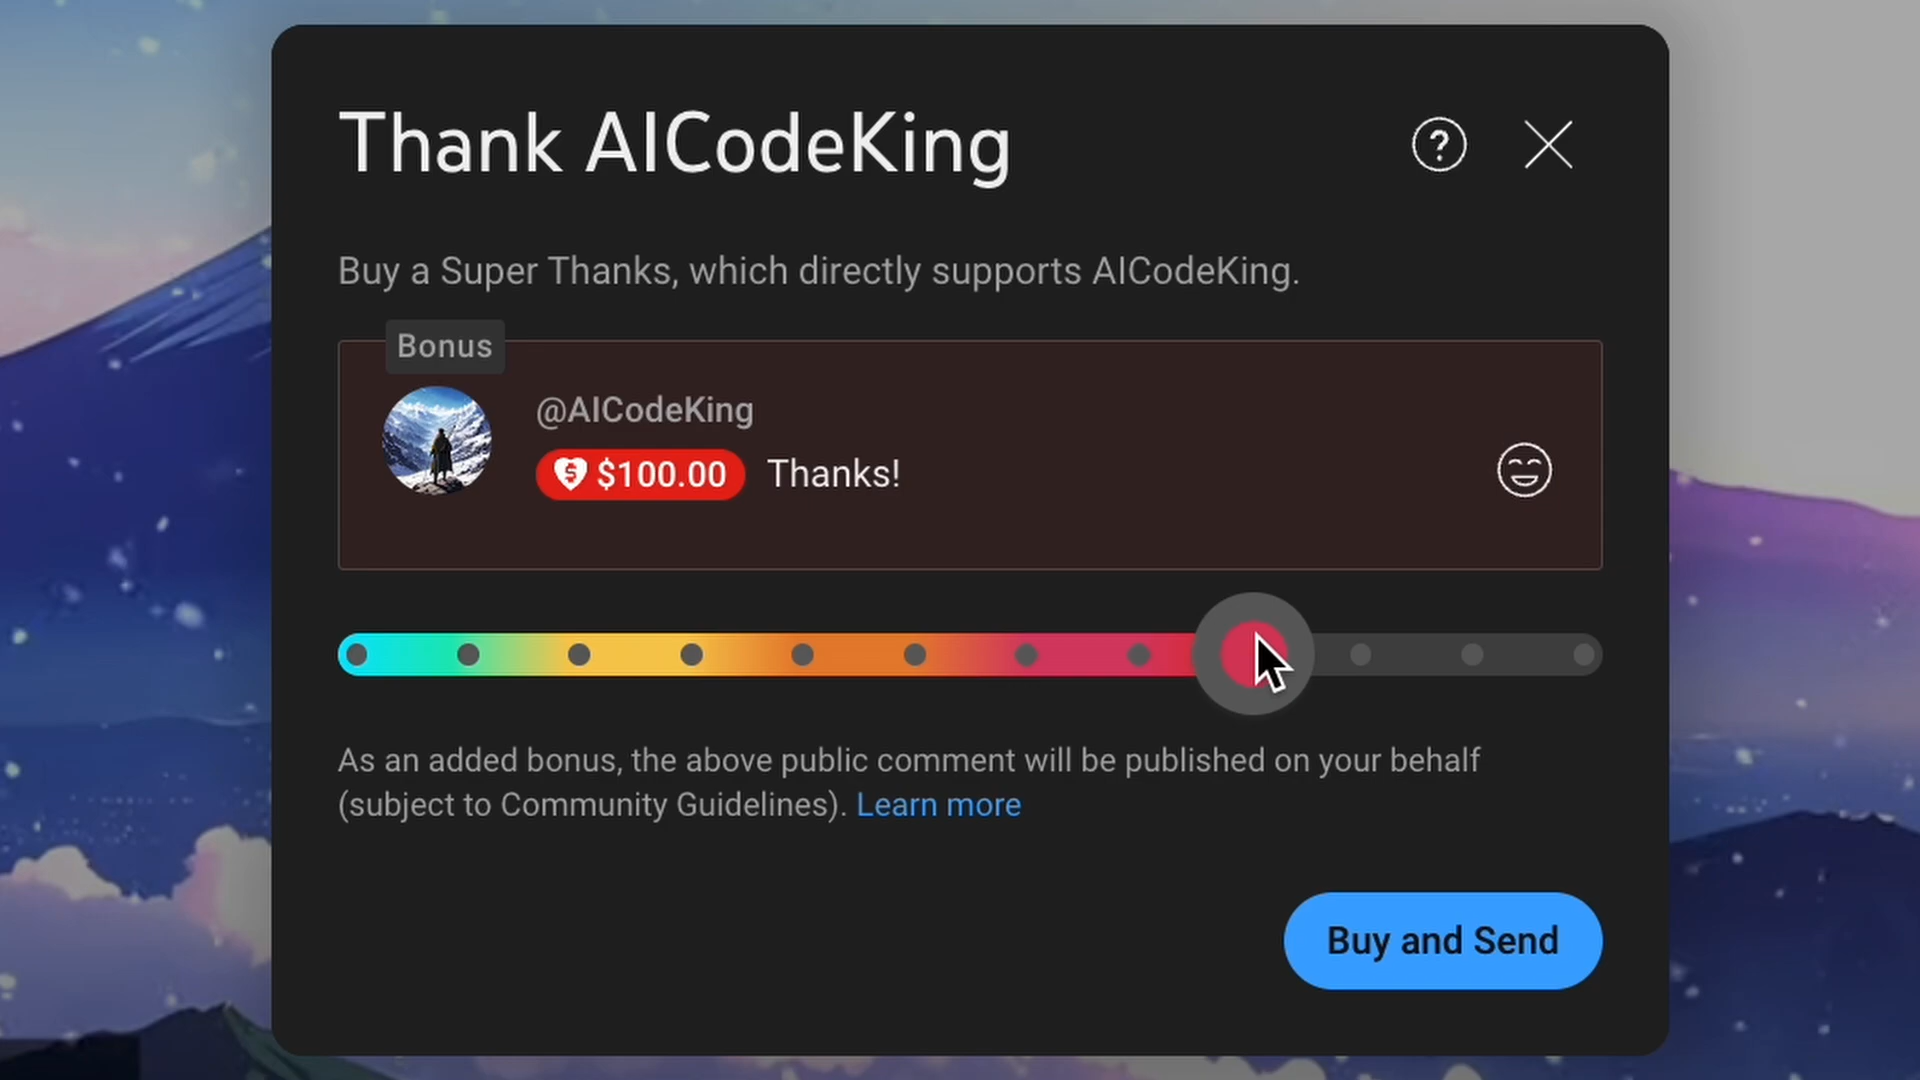 Thank AICodeKing
Buy a Super Thanks, which directly supports AICodeKing.
Bonus
@AICodeKing
$100.00 Thanks!
As an added bonus, the above public comment will be published on your behalf
(subject to Community Guidelines). Learn more
Buy and Send